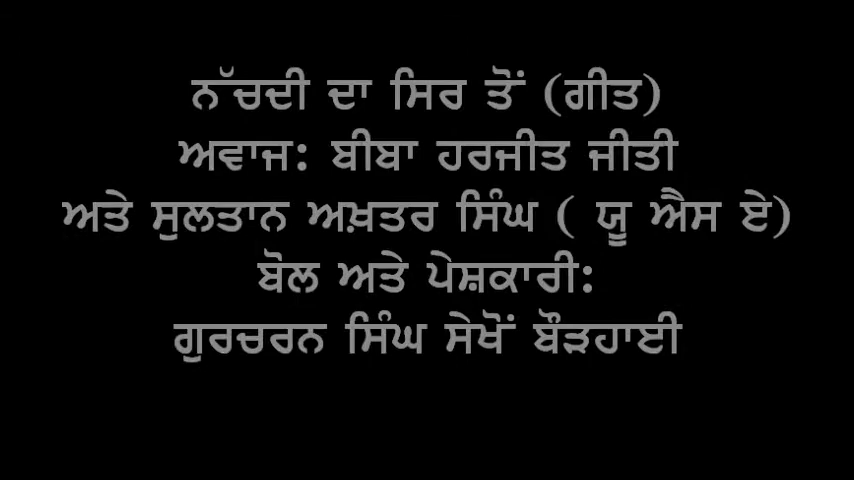 ਨੱਚਦੀ ਦਾ ਸਿਰ ਤੋਂ (ਗੀਤ)
ਅਵਾਜ: ਬੀਬਾ ਹਰਜੀਤ ਜੀਤੀ
ਅਤੇ ਸੁਲਤਾਨ ਅਖ਼ਤਰ ਸਿੰਘ ( ਯੂ ਐਸ ਏ)
ਬੋਲ ਅਤੇ ਪੇਸ਼ਕਾਰੀ:
ਗੁਰਚਰਨ ਸਿੰਘ ਸੇਖੋਂ ਬੌੜਹਾਈ